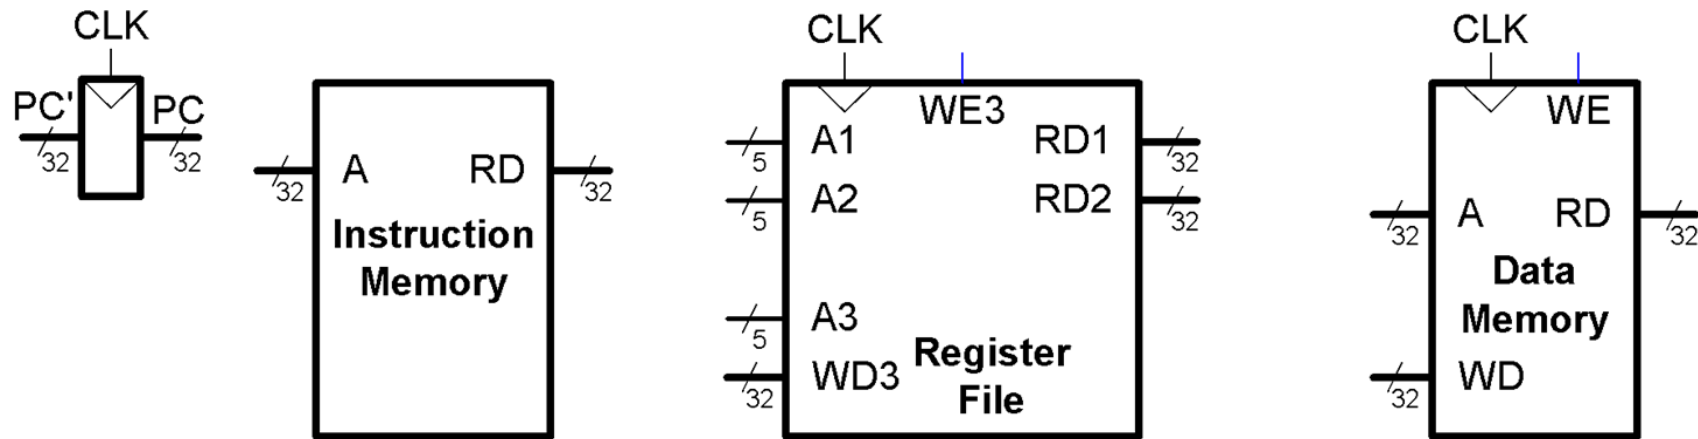 CLK
PC'
PC
32
32
A
RD
32
32
Instruction
Memory
CLK
WE3
A1
RD1
5
32
A2
RD2
5
32
A3
5
WD3
32
Register
File
CLK
WE
A
RD
32
32
Data
Memory
WD
32